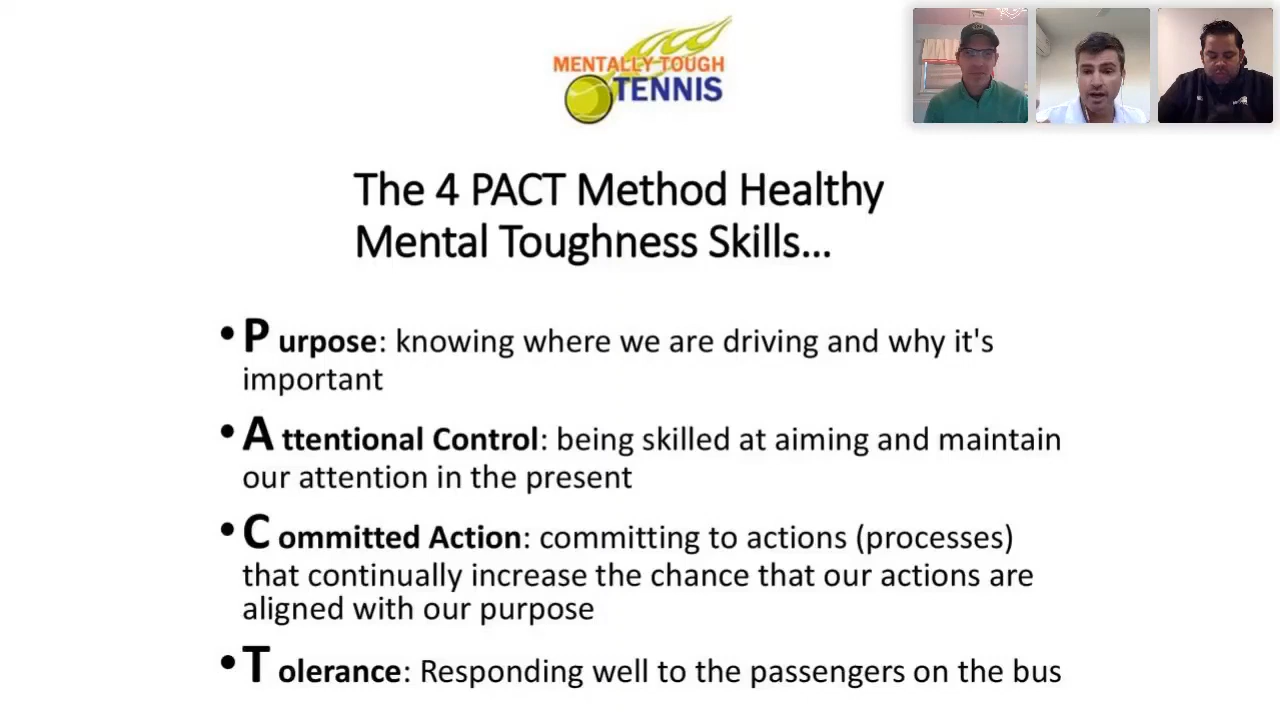 MENTALLY TOUGH
TENNIS
The 4 PACT Method Healthy
Mental Toughness Skills...
• P urpose: knowing where we are driving and why it's
important
• A ttentional Control: being skilled at aiming and maintain
our attention in the present
• C ommitted Action: committing to actions (processes)
that continually increase the chance that our actions are
aligned with our purpose
• T olerance: Responding well to the passengers on the bus